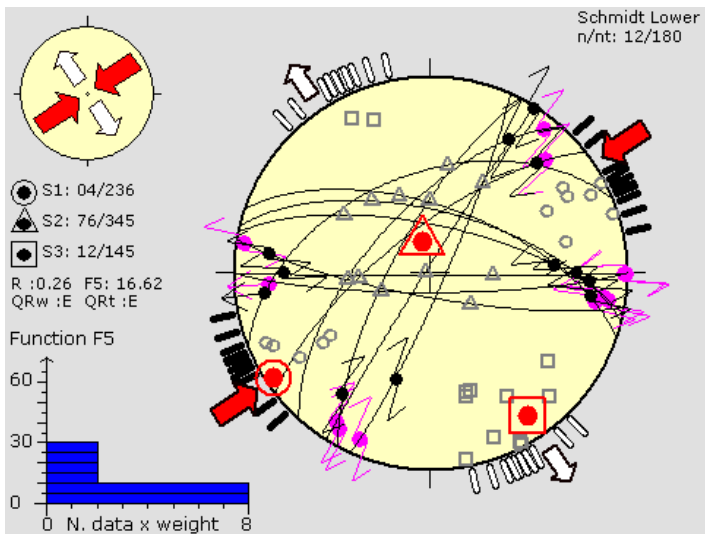 Schmidt Lower
n/nt: 12/180
S1: 04/236
S2: 76/345
S3: 12/145
R :0.26 F5: 16.62
QRw :E QRt :E
Function F5
60
30
0
0 N. data x weight 8